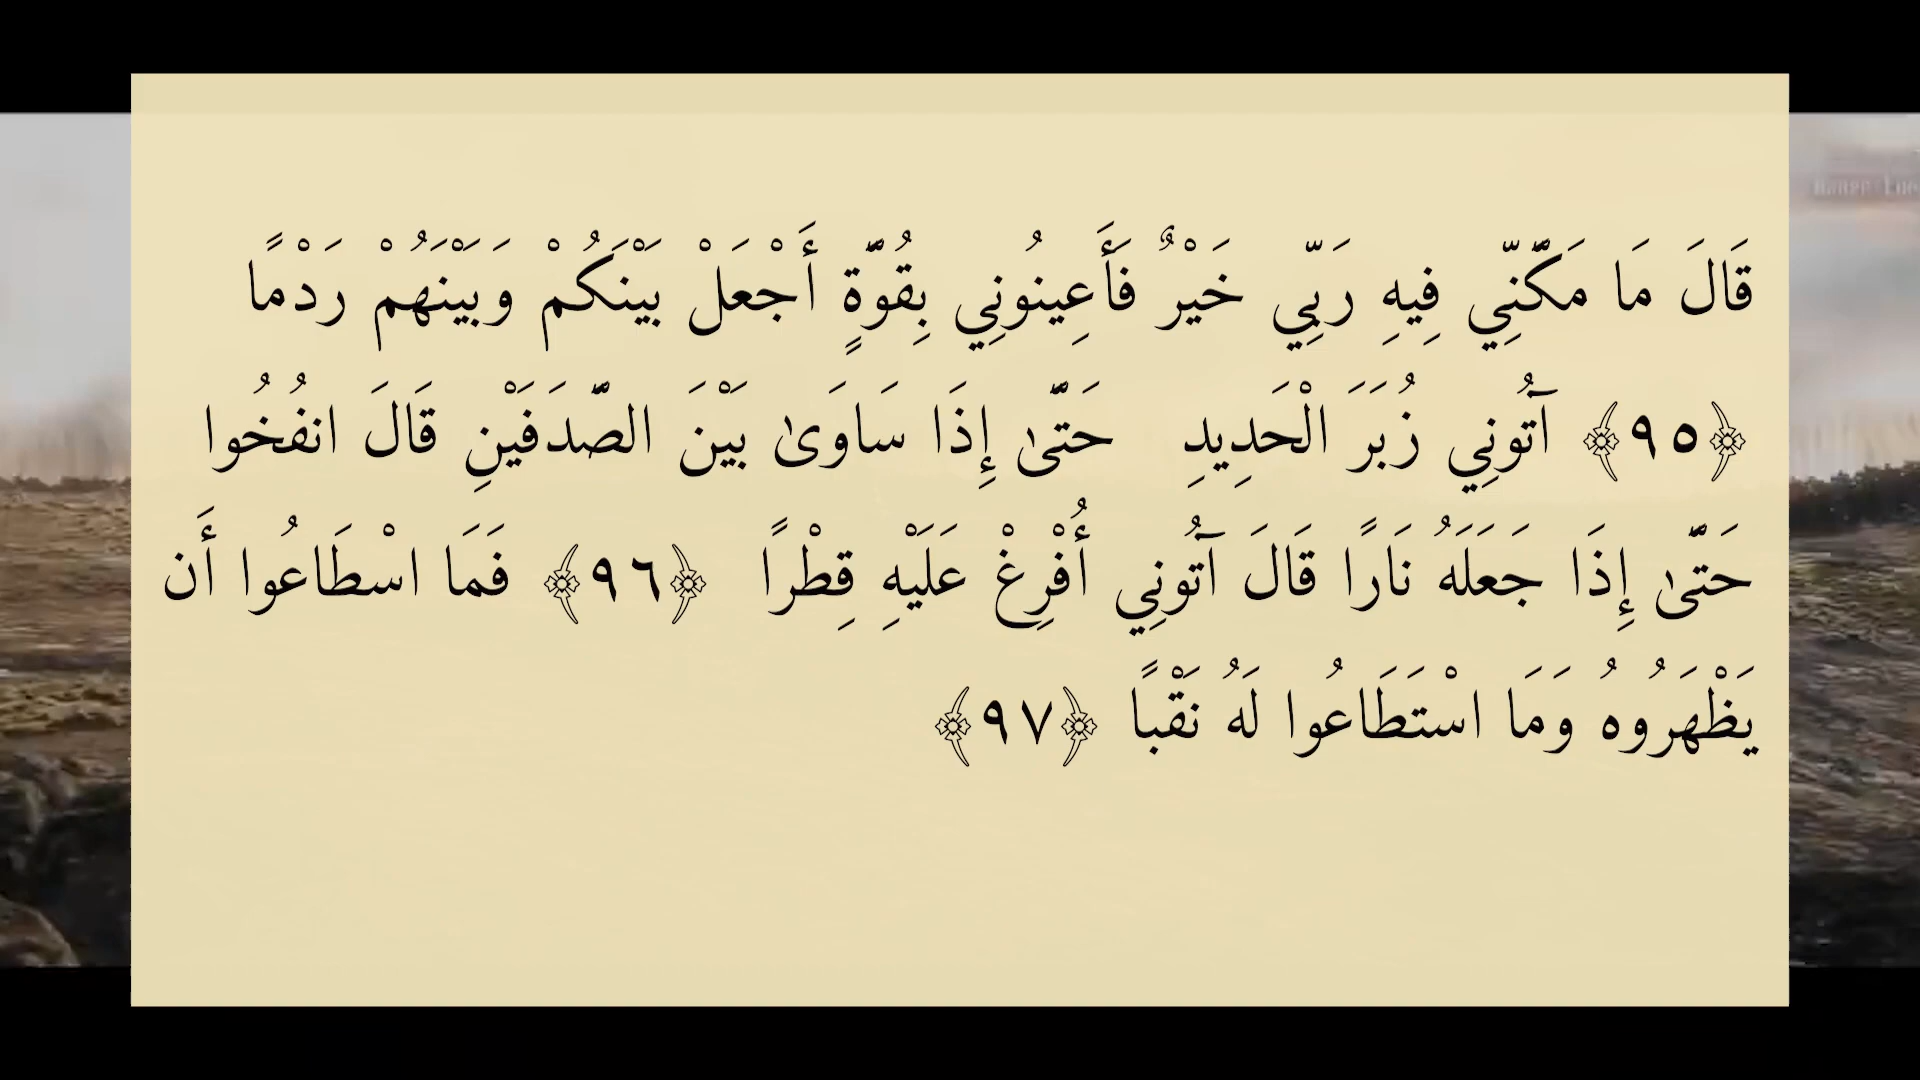 قَالَ مَا مَكَّنِّي فِيهِ رَبِّي خَيْرٌ فَأَعِينُونِي بِقُوَّةٍ أَجْعَلْ بَيْنَكُمْ وَبَيْنَهُمْ رَدْمًا
﴿٩٥﴾ آتُونِي زُبَرَ الْحَدِيدِ حَتَّىٰ إِذَا سَاوَىٰ بَيْنَ الصَّدَفَيْنِ قَالَ انفُخُوا
حَتَّىٰ إِذَا جَعَلَهُ نَارًا قَالَ آتُونِي أُفْرِغْ عَلَيْهِ قِطْرًا ﴿٩٦﴾ فَمَا اسْطَاعُوا أَن
يَظْهَرُوهُ وَمَا اسْتَطَاعُوا لَهُ نَقْبًا ﴿٩٧﴾